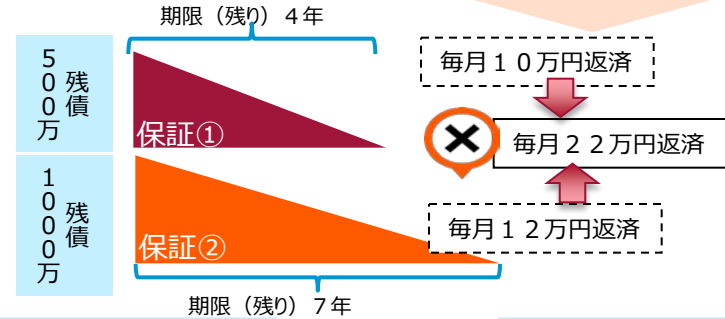 期限（残り）４年
残債
５００万
保証①
毎月１０万円返済
毎月２２万円返済
残債
１０００万
保証②
毎月１２万円返済
期限（残り）７年